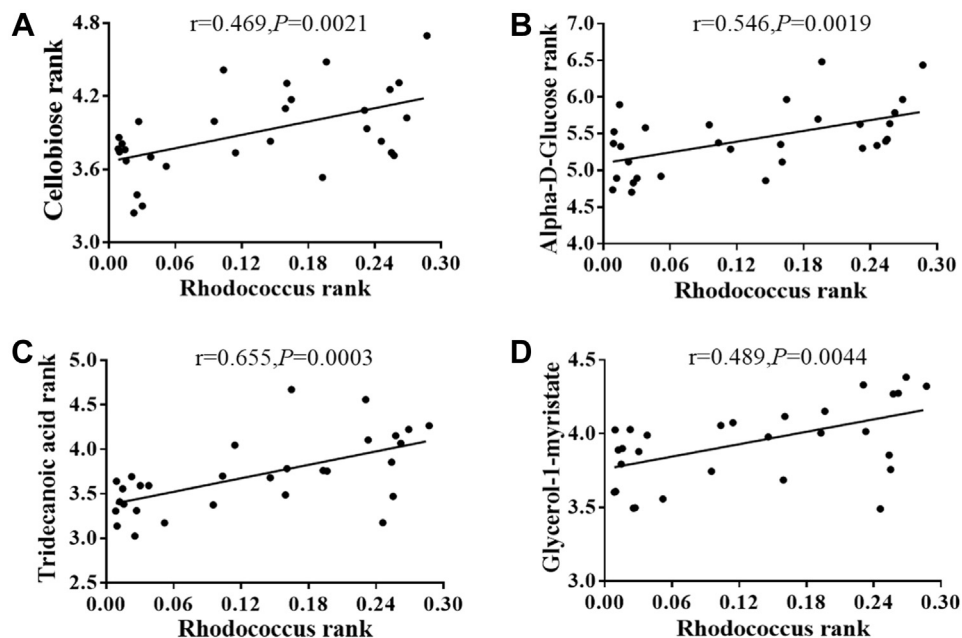 A
r=0.469,P=0.0021
Cellobiose rank
4.8
4.2
3.6
3.0
0.00 0.06 0.12 0.18 0.24 0.30
Rhodococcus rank
B
r=0.546,P=0.0019
Alpha-D-Glucose rank
7.0
6.5
6.0
5.5
5.0
4.5
4.0
0.00 0.06 0.12 0.18 0.24 0.30
Rhodococcus rank
C
r=0.655,P=0.0003
Tridecanoic acid rank
5.0
4.5
4.0
3.5
3.0
2.5
0.00 0.06 0.12 0.18 0.24 0.30
Rhodococcus rank
D
r=0.489,P=0.0044
Glycerol-1-myristate
4.5
4.0
3.5
3.0
0.00 0.06 0.12 0.18 0.24 0.30
Rhodococcus rank